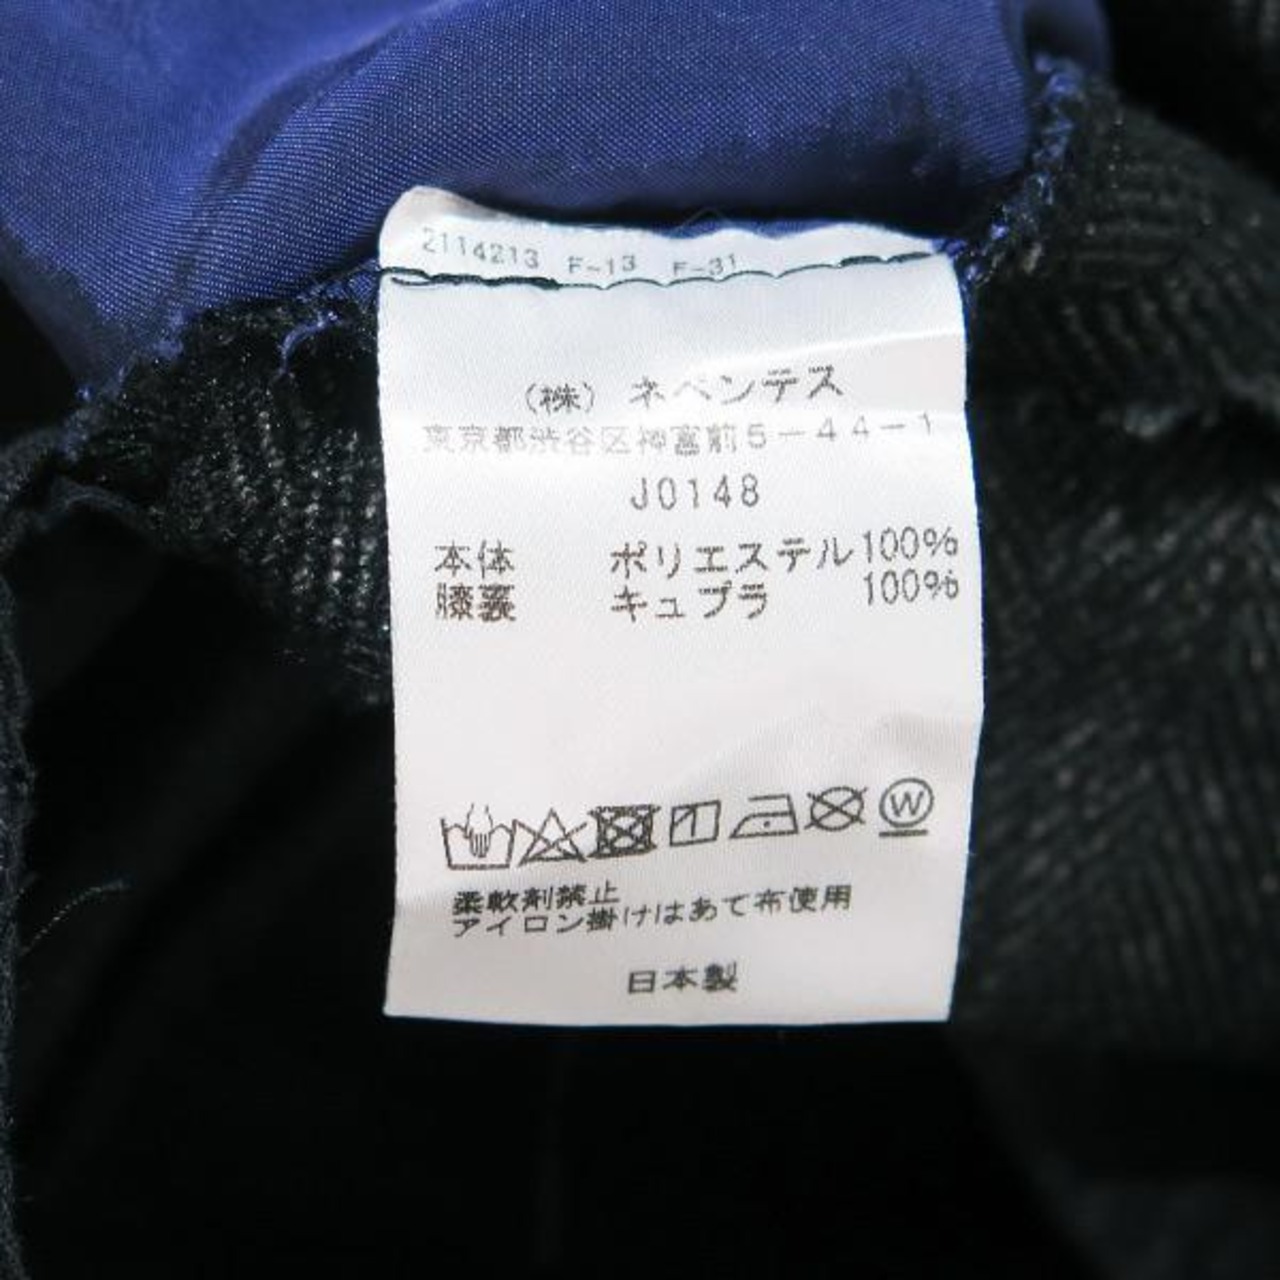 2114213 F-13 F-31
(株) ネペンテス
東京都渋谷区神宮前5-44-1
J0148
本体 ポリエステル100%
膝裏 キュプラ 100%
W
柔軟剤禁止
アイロン掛けはあて布使用
日本製